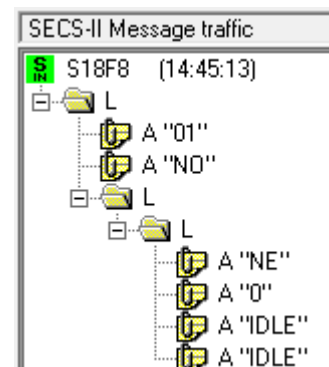 SECS-II Message traffic
S IN S18F8 (14:45:13)
L
A "01"
A "NO"
L
L
A "NE"
A "0"
A "IDLE"
A "IDLE"